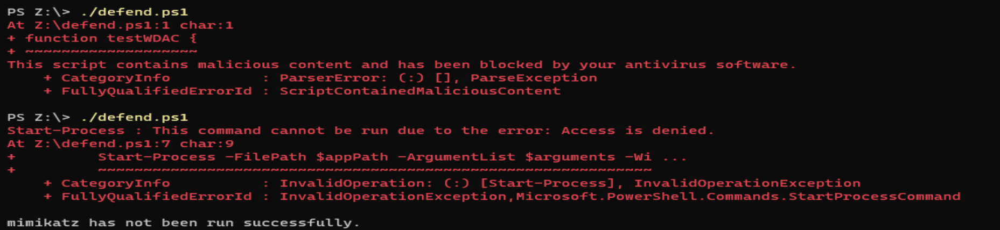 PS Z:\> ./defend.ps1
At Z:\defend.ps1:1 char:1
+ function testWDAC {
+ ~~~~~~~~~~~~~~~~~~~
This script contains malicious content and has been blocked by your antivirus software.
    + CategoryInfo          : ParserError: (:) [], ParseException
    + FullyQualifiedErrorId : ScriptContainedMaliciousContent
PS Z:\> ./defend.ps1
Start-Process : This command cannot be run due to the error: Access is denied.
At Z:\defend.ps1:7 char:9
+         Start-Process -FilePath $appPath -ArgumentList $arguments -Wi ...
+         ~~~~~~~~~~~~~~~~~~~~~~~~~~~~~~~~~~~~~~~~~~~~~~~~~~~~~~~~~~~~~
    + CategoryInfo          : InvalidOperation: (:) [Start-Process], InvalidOperationException
    + FullyQualifiedErrorId : InvalidOperationException,Microsoft.PowerShell.Commands.StartProcessCommand
mimikatz has not been run successfully.